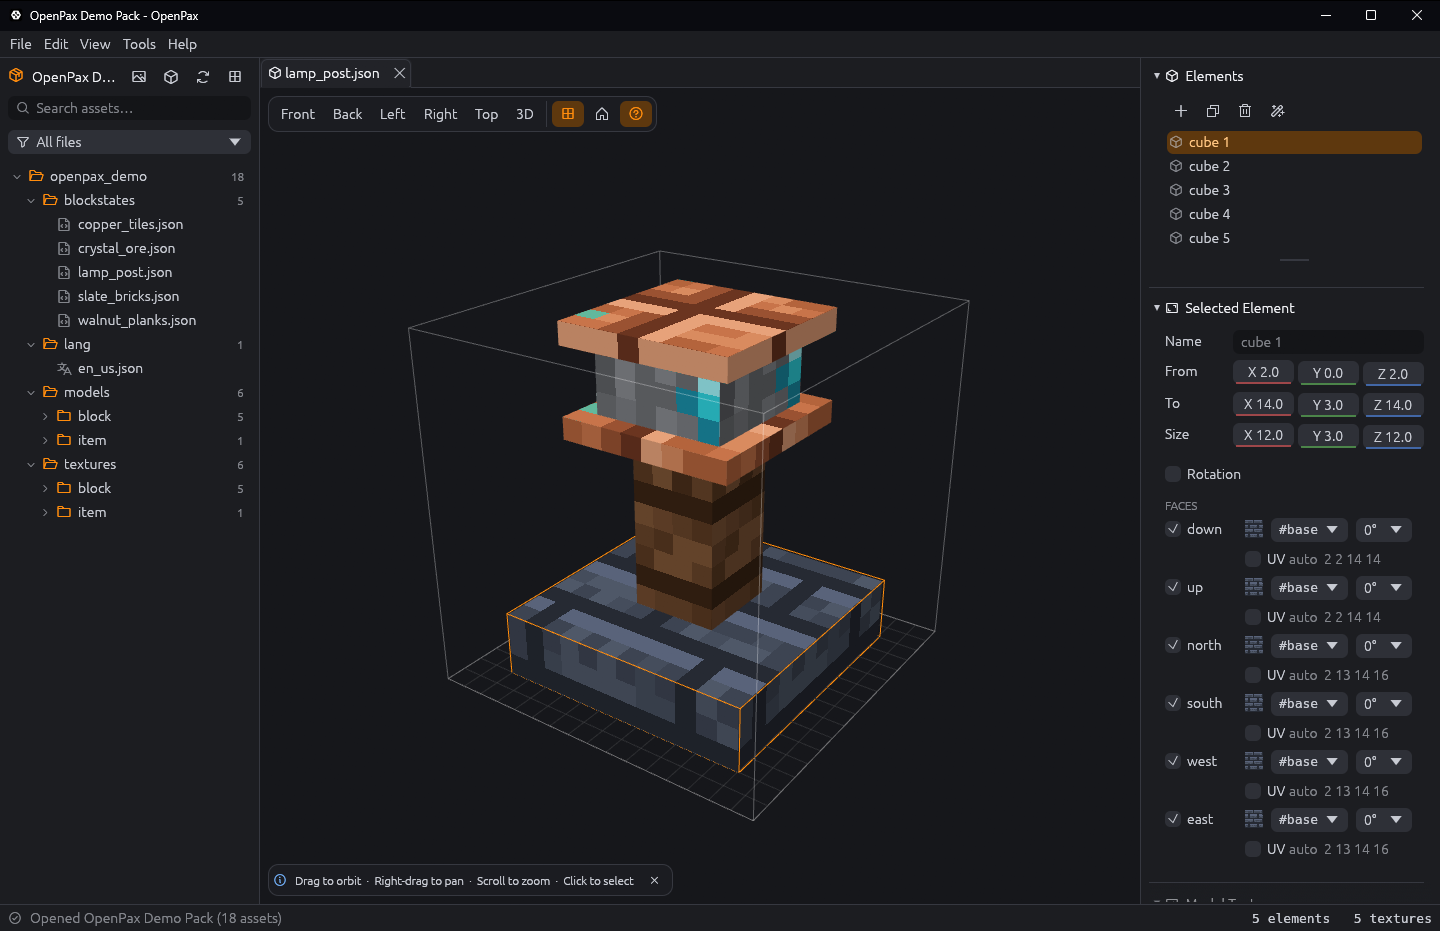 OpenPax Demo Pack - OpenPax
File Edit View Tools Help
OpenPax D...
Search assets...
All files
openpax_demo 18
blockstates 5
copper_tiles.json
crystal_ore.json
lamp_post.json
slate_bricks.json
walnut_planks.json
lang 1
en_us.json
models 6
block 5
item 1
textures 6
block 5
item 1
lamp_post.json
Front Back Left Right Top 3D
Drag to orbit · Right-drag to pan · Scroll to zoom · Click to select
Elements
cube 1
cube 2
cube 3
cube 4
cube 5
Selected Element
Name cube 1
From X 2.0 Y 0.0 Z 2.0
To X 14.0 Y 3.0 Z 14.0
Size X 12.0 Y 3.0 Z 12.0
Rotation
FACES
down #base 0°
UV auto 2 2 14 14
up #base 0°
UV auto 2 2 14 14
north #base 0°
UV auto 2 13 14 16
south #base 0°
UV auto 2 13 14 16
west #base 0°
UV auto 2 13 14 16
east #base 0°
UV auto 2 13 14 16
Opened OpenPax Demo Pack (18 assets)
5 elements 5 textures